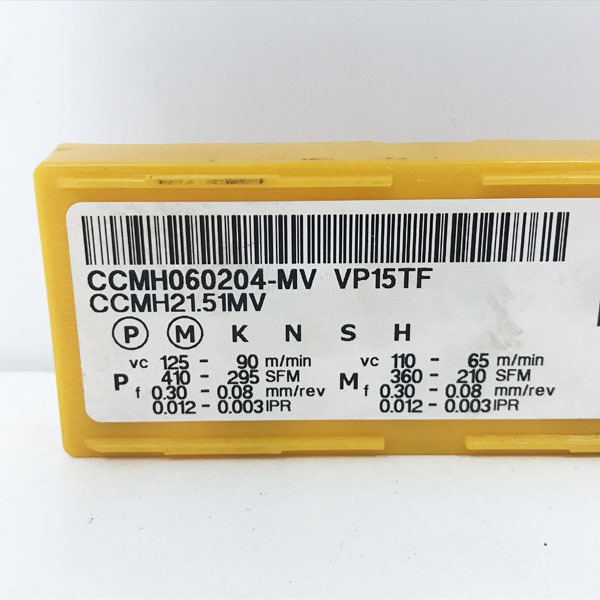 CCMH060204-MV VP15TF
CCMH21.51MV
P M K N S H
P vc 125 - 90 m/min
410 - 295 SFM
f 0.30 - 0.08 mm/rev
0.012 - 0.003 IPR
M vc 110 - 65 m/min
360 - 210 SFM
f 0.30 - 0.08 mm/rev
0.012 - 0.003 IPR